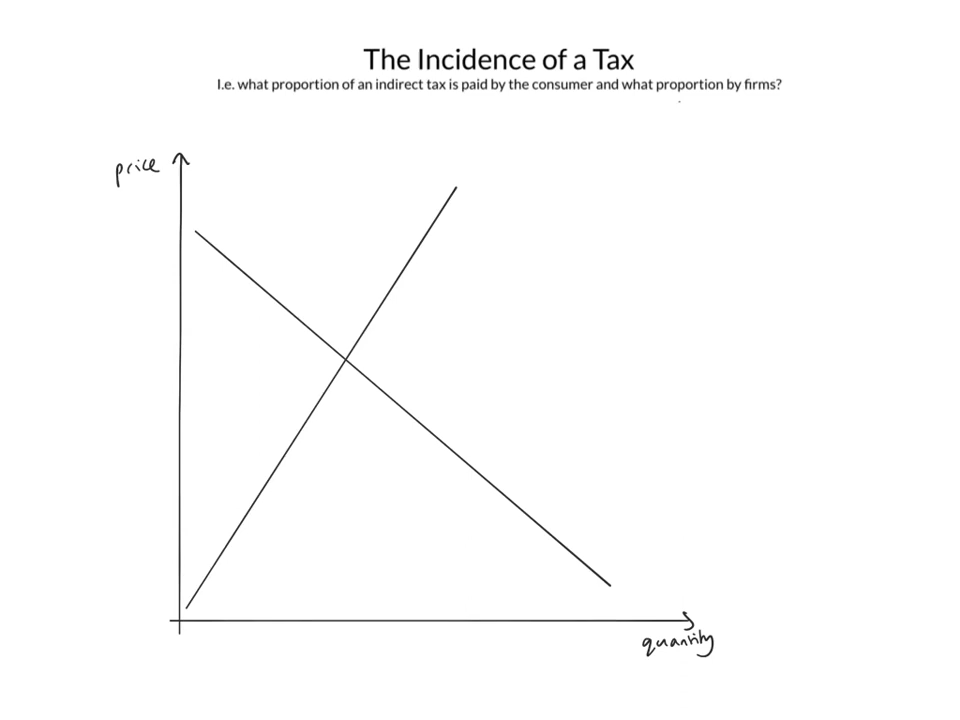 The Incidence of a Tax
I.e. what proportion of an indirect tax is paid by the consumer and what proportion by firms?
price
quantity